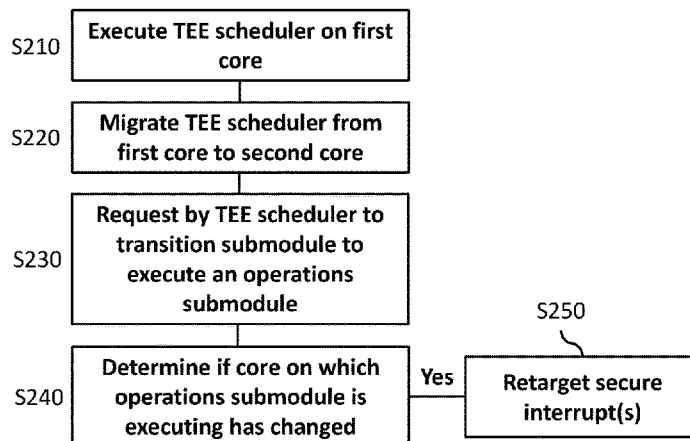 S210
Execute TEE scheduler on first
core
S220
Migrate TEE scheduler from
first core to second core
S230
Request by TEE scheduler to
transition submodule to
execute an operations
submodule
S240
Determine if core on which
operations submodule is
executing has changed
Yes
S250
Retarget secure
interrupt(s)